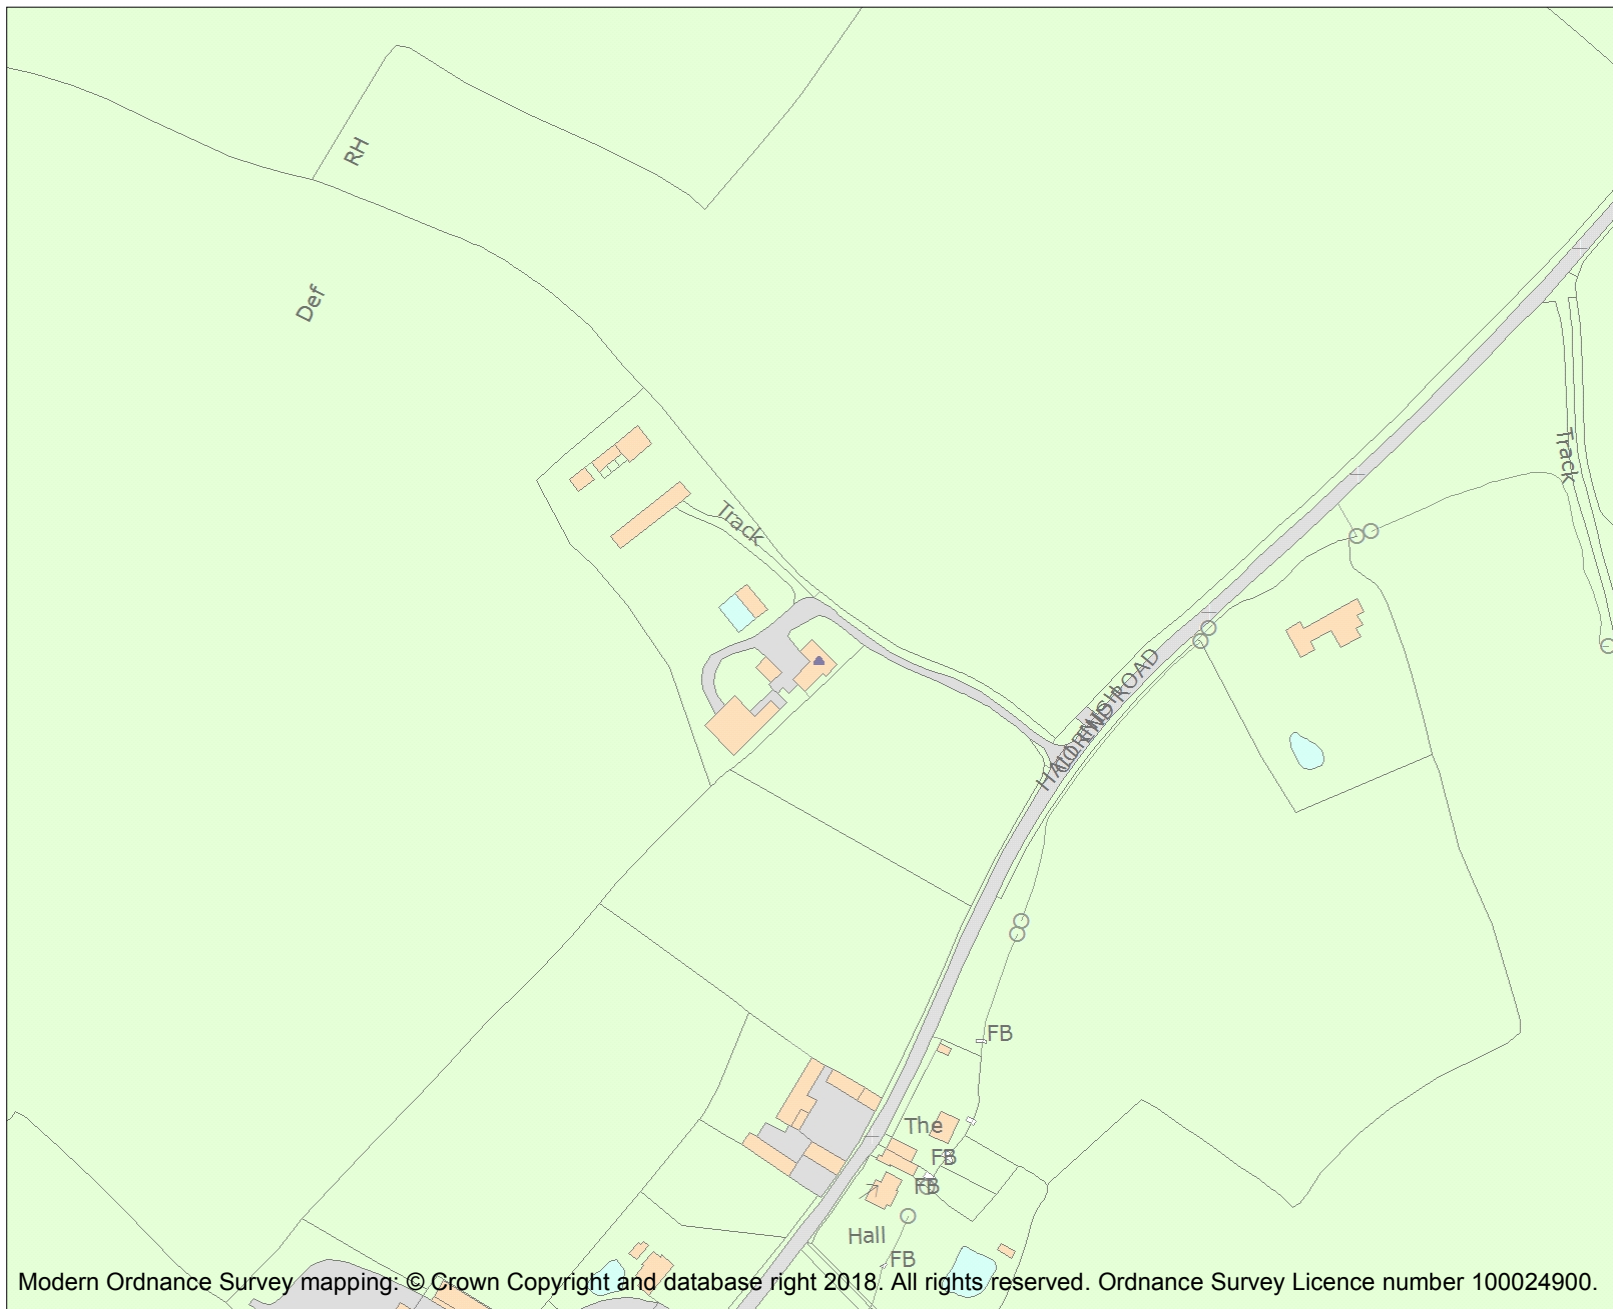 RH
Def
Track
Track
ROAD
FB
The
FB
FB
Hall
FB
Modern Ordnance Survey mapping: © Crown Copyright and database right 2018. All rights reserved. Ordnance Survey Licence number 100024900.